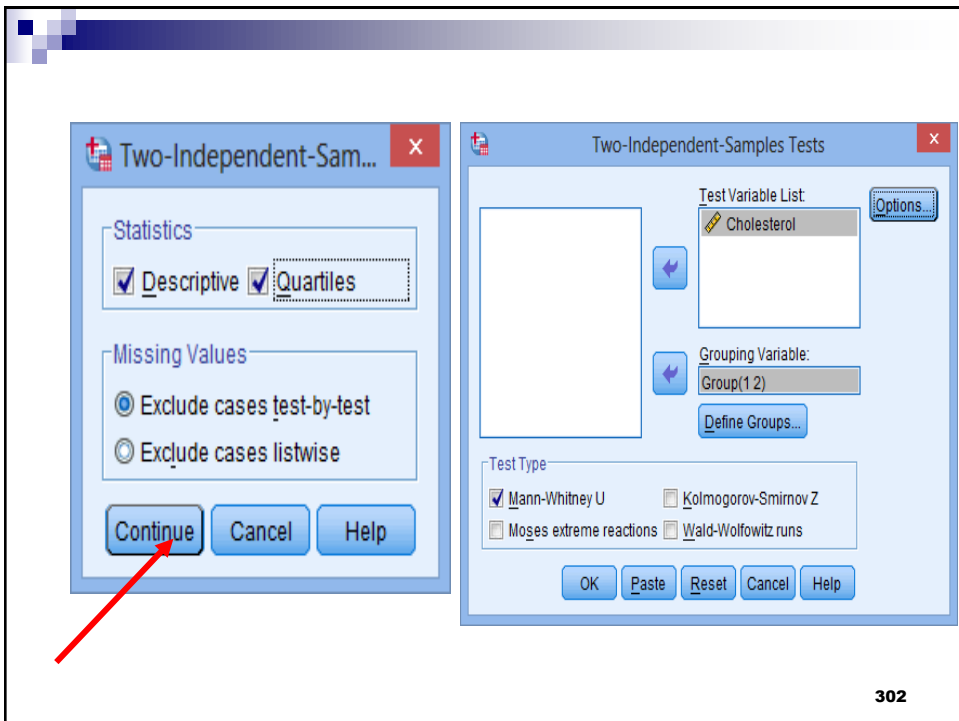 Two-Independent-Sam...
Statistics
Descriptive Quartiles
Missing Values
Exclude cases test-by-test
Exclude cases listwise
Continue Cancel Help
Two-Independent-Samples Tests
Test Variable List:
Cholesterol
Options...
Grouping Variable:
Group(1 2)
Define Groups...
Test Type
Mann-Whitney U Kolmogorov-Smirnov Z
Moses extreme reactions Wald-Wolfowitz runs
OK Paste Reset Cancel Help
302